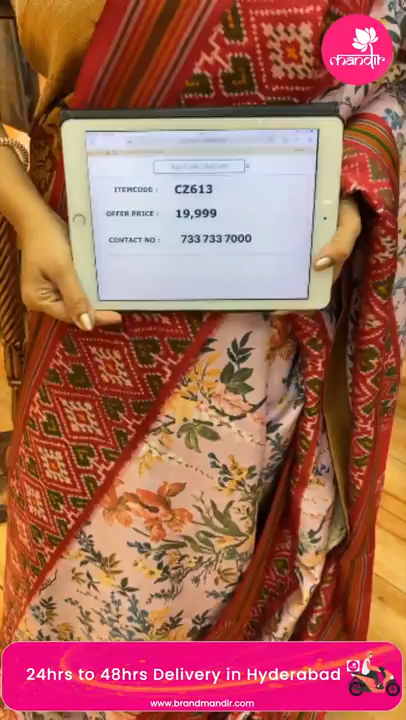 mandir
ITEMCODE : CZ613
OFFER PRICE : 19,999
CONTACT NO : 733 733 7000
24hrs to 48hrs Delivery in Hyderabad
www.brandmandir.com